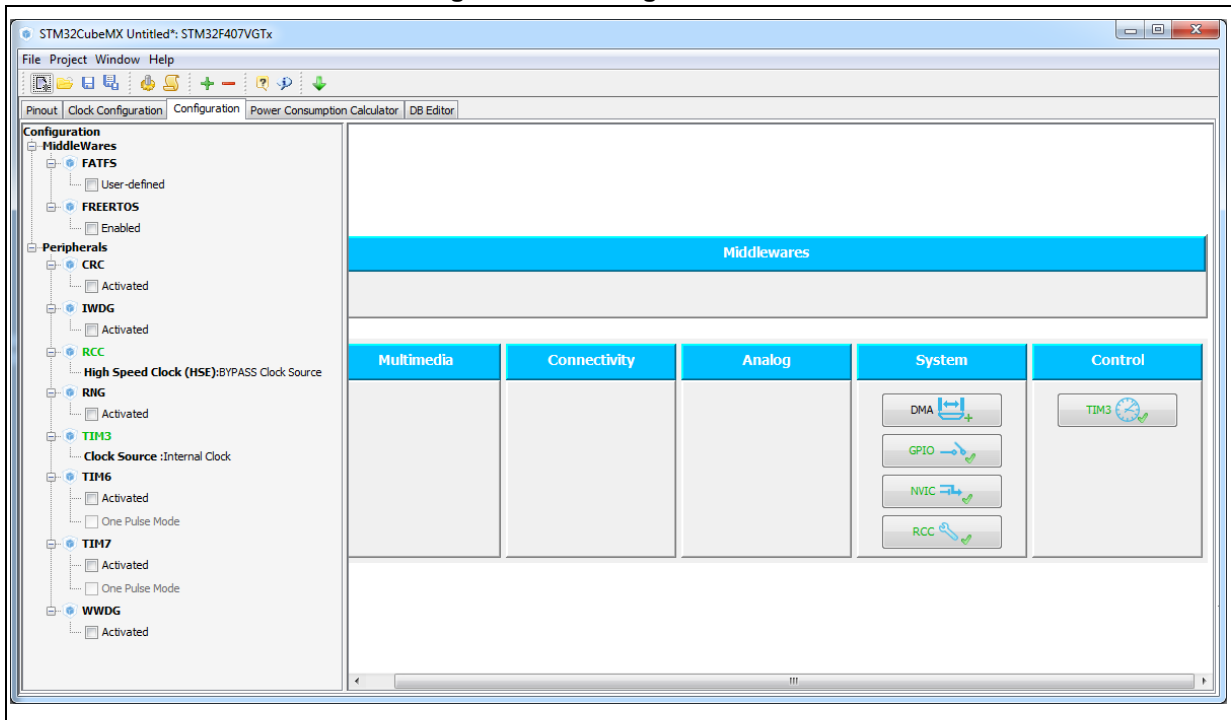 STM32CubeMX Untitled*: STM32F407VGTx
File Project Window Help
Pinout Clock Configuration Configuration Power Consumption Calculator DB Editor
Configuration
MiddleWares
FATFS
User-defined
FREERTOS
Enabled
Peripherals
CRC
Activated
IWDG
Activated
RCC
High Speed Clock (HSE):BYPASS Clock Source
RNG
Activated
TIM3
Clock Source :Internal Clock
TIM6
Activated
One Pulse Mode
TIM7
Activated
One Pulse Mode
WWDG
Activated
Middlewares
Multimedia Connectivity Analog System Control
DMA TIM3
GPIO
NVIC
RCC